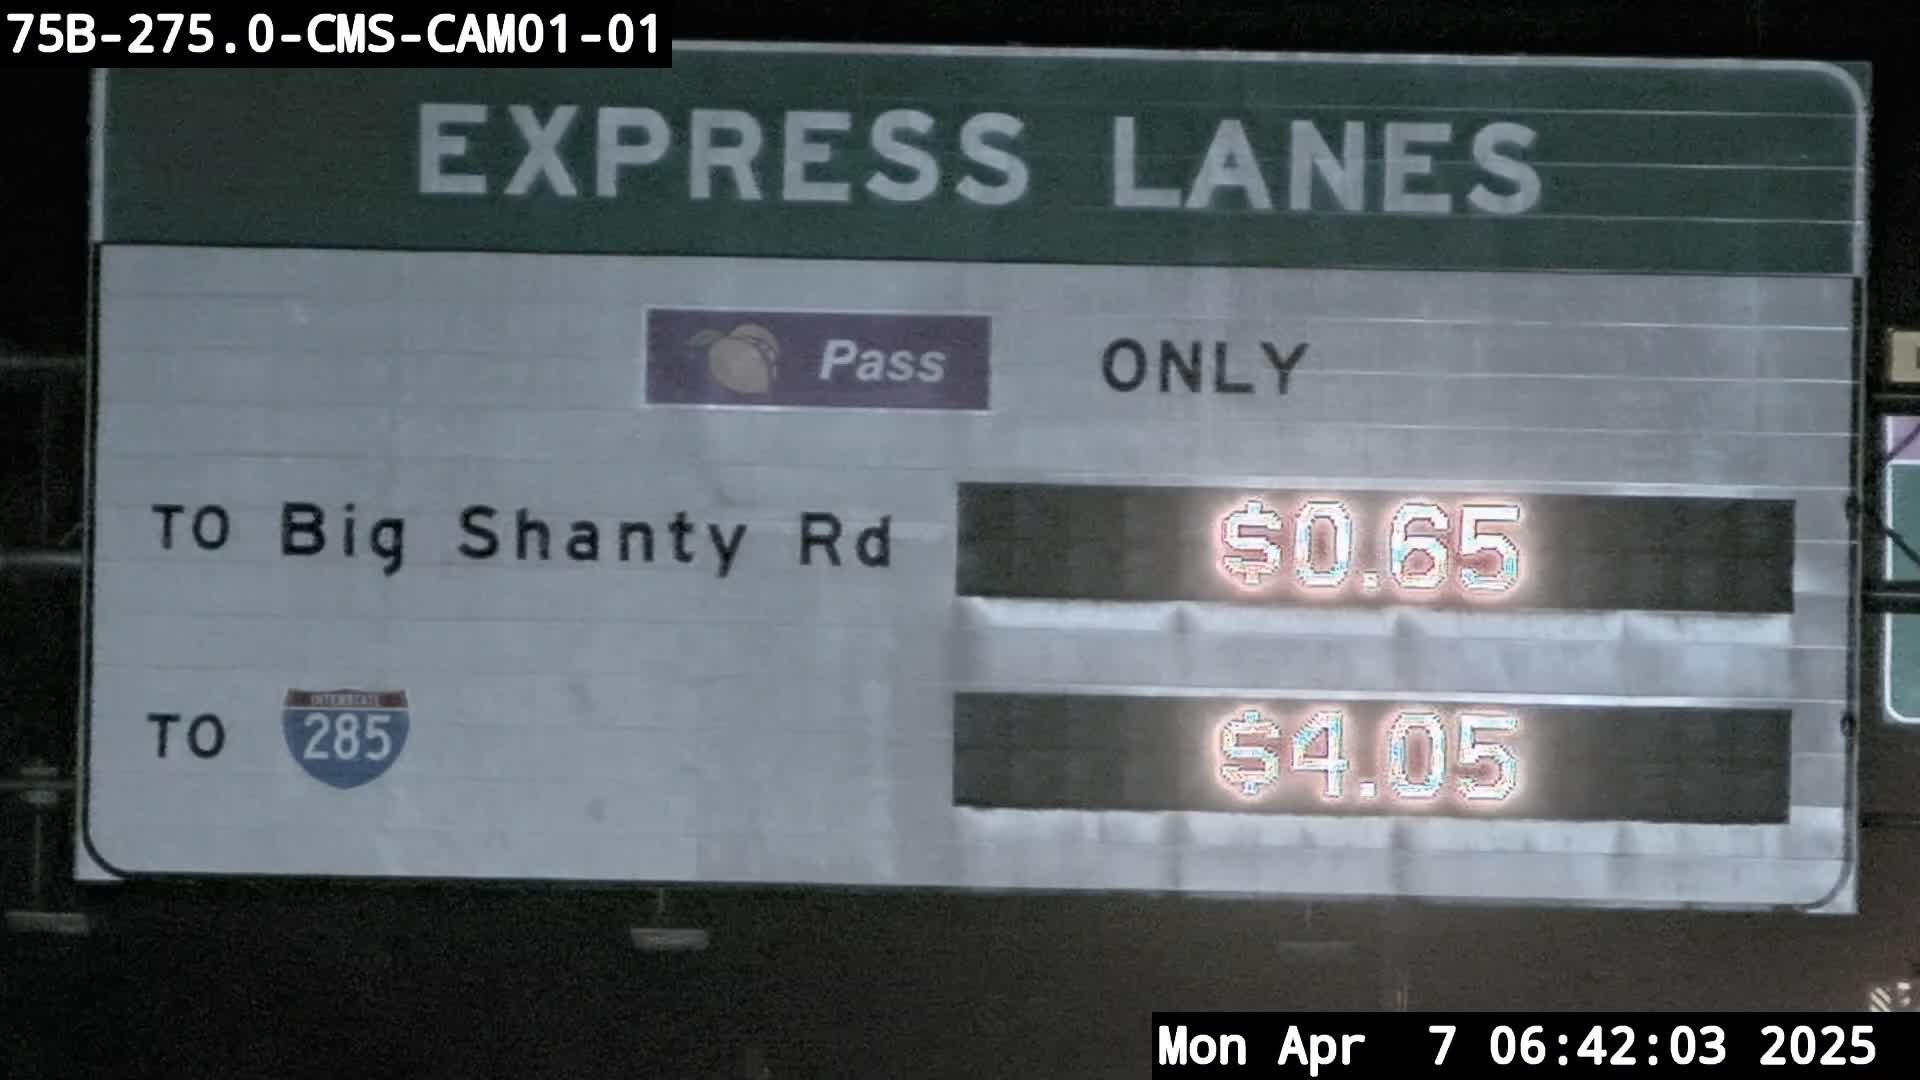 75B-275.0-CMS-CAM01-01
EXPRESS LANES
Pass ONLY
TO Big Shanty Rd $0.65
INTERSTATE
TO 285 $4.05
Mon Apr 7 06:42:03 2025